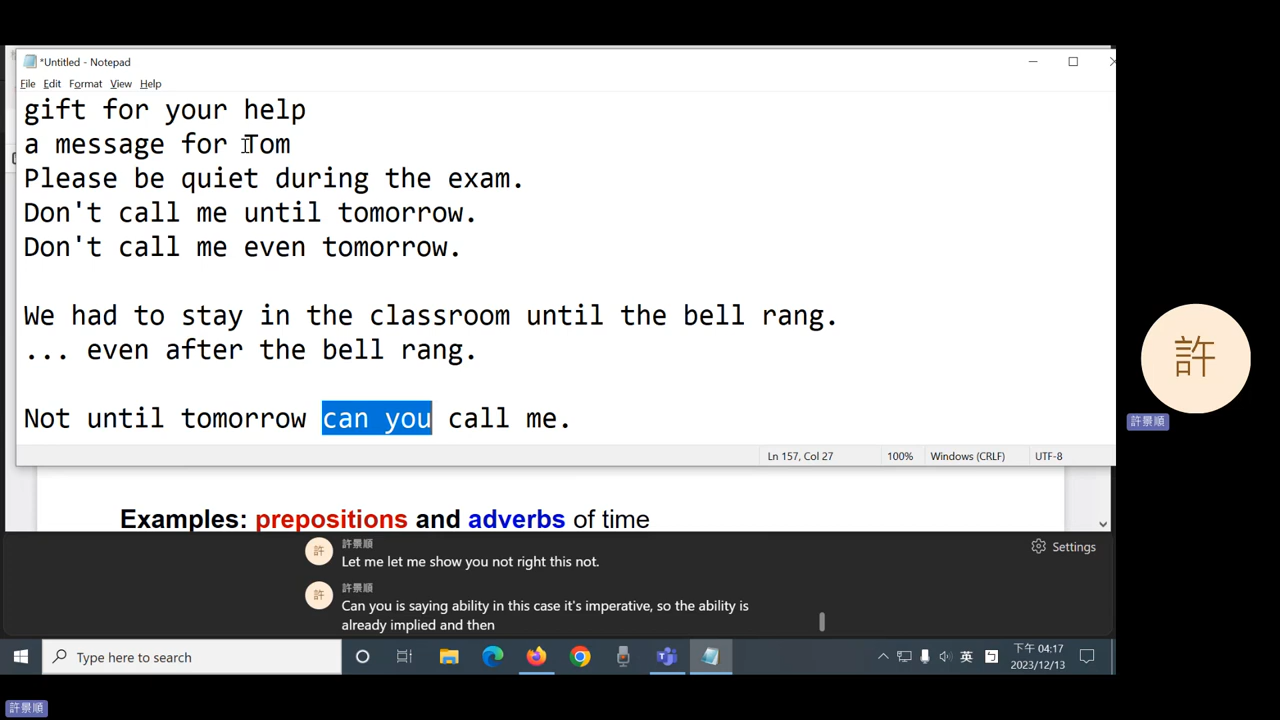 *Untitled - Notepad
File Edit Format View Help
gift for your help
a message for Tom
Please be quiet during the exam.
Don't call me until tomorrow.
Don't call me even tomorrow.
We had to stay in the classroom until the bell rang.
... even after the bell rang.
Not until tomorrow can you call me.
Ln 157, Col 27 100% Windows (CRLF) UTF-8
Examples: prepositions and adverbs of time
許
許景順
許 許景順
Let me let me show you not right this not.
Settings
許 許景順
Can you is saying ability in this case it's imperative, so the ability is
already implied and then
Type here to search
英
下午 04:17
2023/12/13
許景順